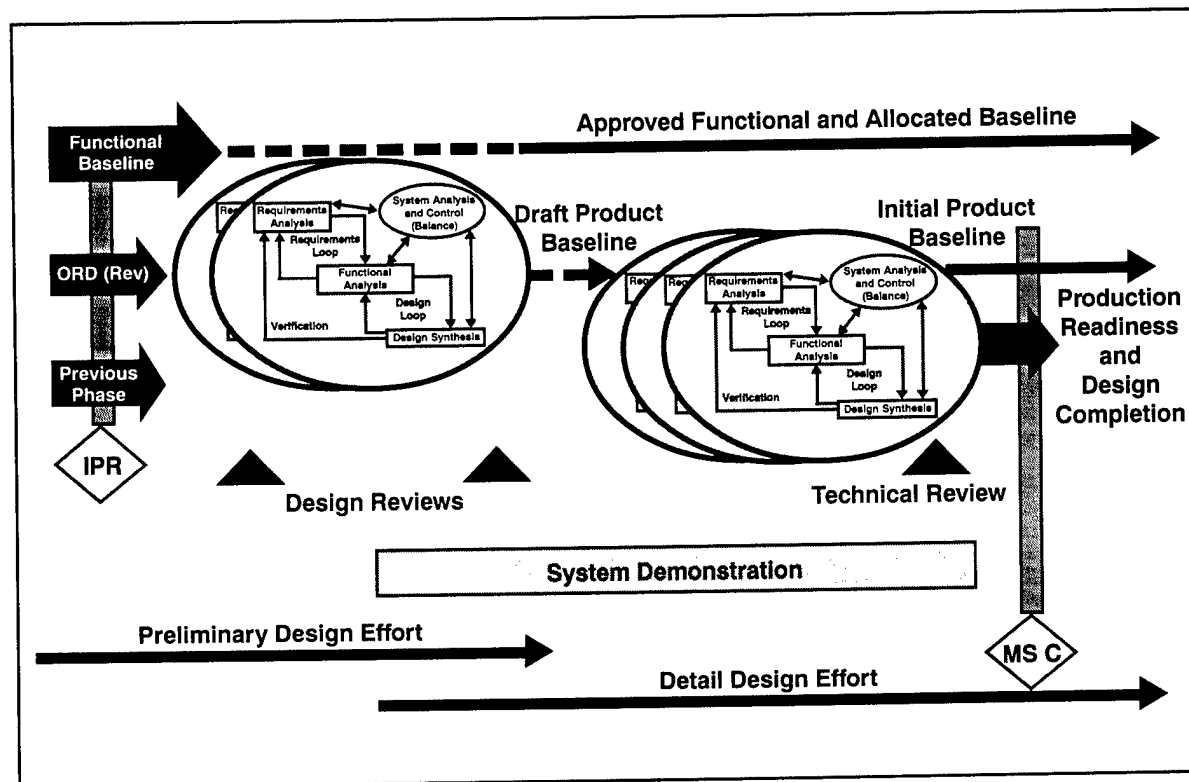 Functional
Baseline
Approved Functional and Allocated Baseline
ORD (Rev)
Previous
Phase
IPR
Requirements
Analysis
System Analysis
and Control
(Balance)
Requirements
Loop
Functional
Analysis
Design
Loop
Verification
Design Synthesis
Draft Product
Baseline
Requirements
Analysis
System Analysis
and Control
(Balance)
Requirements
Loop
Functional
Analysis
Design
Loop
Verification
Design Synthesis
Initial Product
Baseline
Production
Readiness
and
Design
Completion
Design Reviews
Technical Review
System Demonstration
Preliminary Design Effort
MS C
Detail Design Effort